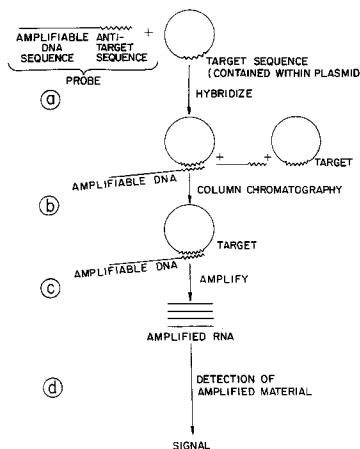 AMPLIFIABLE ANTI-
DNA TARGET
SEQUENCE SEQUENCE
PROBE
+
TARGET SEQUENCE
(CONTAINED WITHIN PLASMID
a
HYBRIDIZE
+ +
TARGET
AMPLIFIABLE DNA
b
COLUMN CHROMATOGRAPHY
TARGET
AMPLIFIABLE DNA
c
AMPLIFY
AMPLIFIED RNA
d
DETECTION OF
AMPLIFIED MATERIAL
SIGNAL